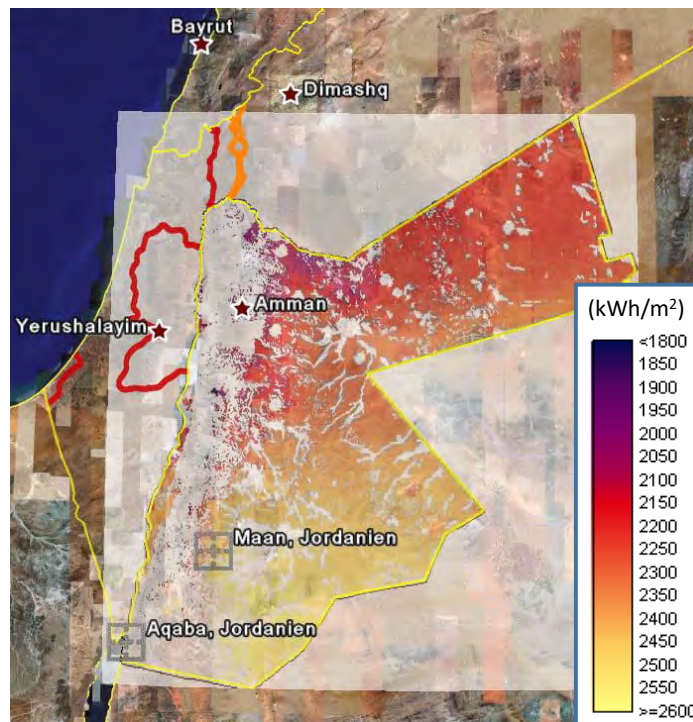 Bayrut
Dimashq
Amman
Yerushalayim
(kWh/m²)
<1800
1850
1900
1950
2000
2050
2100
2150
2200
2250
2300
2350
2400
2450
2500
2550
>=2600
Maan, Jordanien
Aqaba, Jordanien